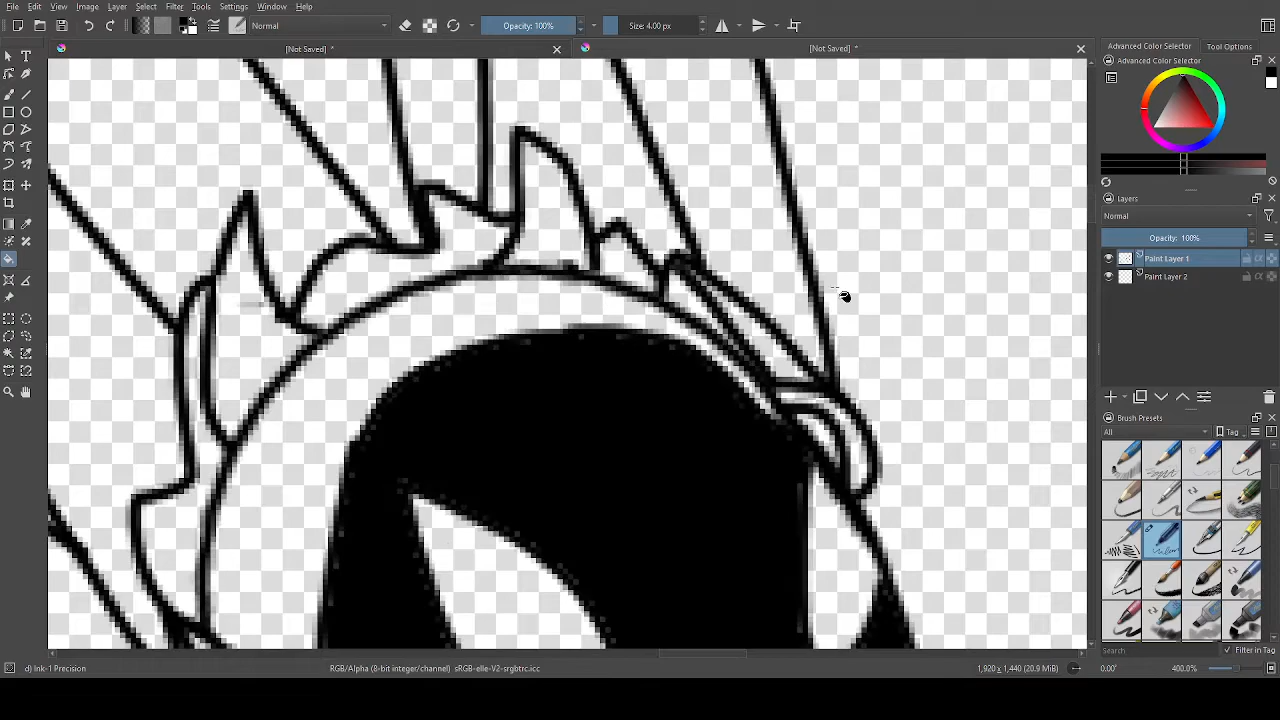 File Edit View Image Layer Select Filter Tools Settings Window Help
Normal Opacity: 100% Size: 4.00 px
[Not Saved] * [Not Saved] *
Advanced Color Selector Tool Options
Advanced Color Selector
Layers
Normal
Opacity: 100%
Paint Layer 1
Paint Layer 2
Brush Presets
All Tag
Search Filter in Tag
d) Ink-1 Precision RGB/Alpha (8-bit integer/channel) sRGB-elle-V2-srgbtrc.icc 1,920 x 1,440 (20.9 MiB) 0.00° 400.0%